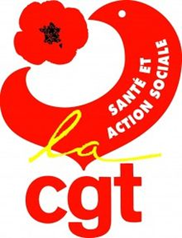 SANTÉ ET
ACTION SOCIALE
la
cgt